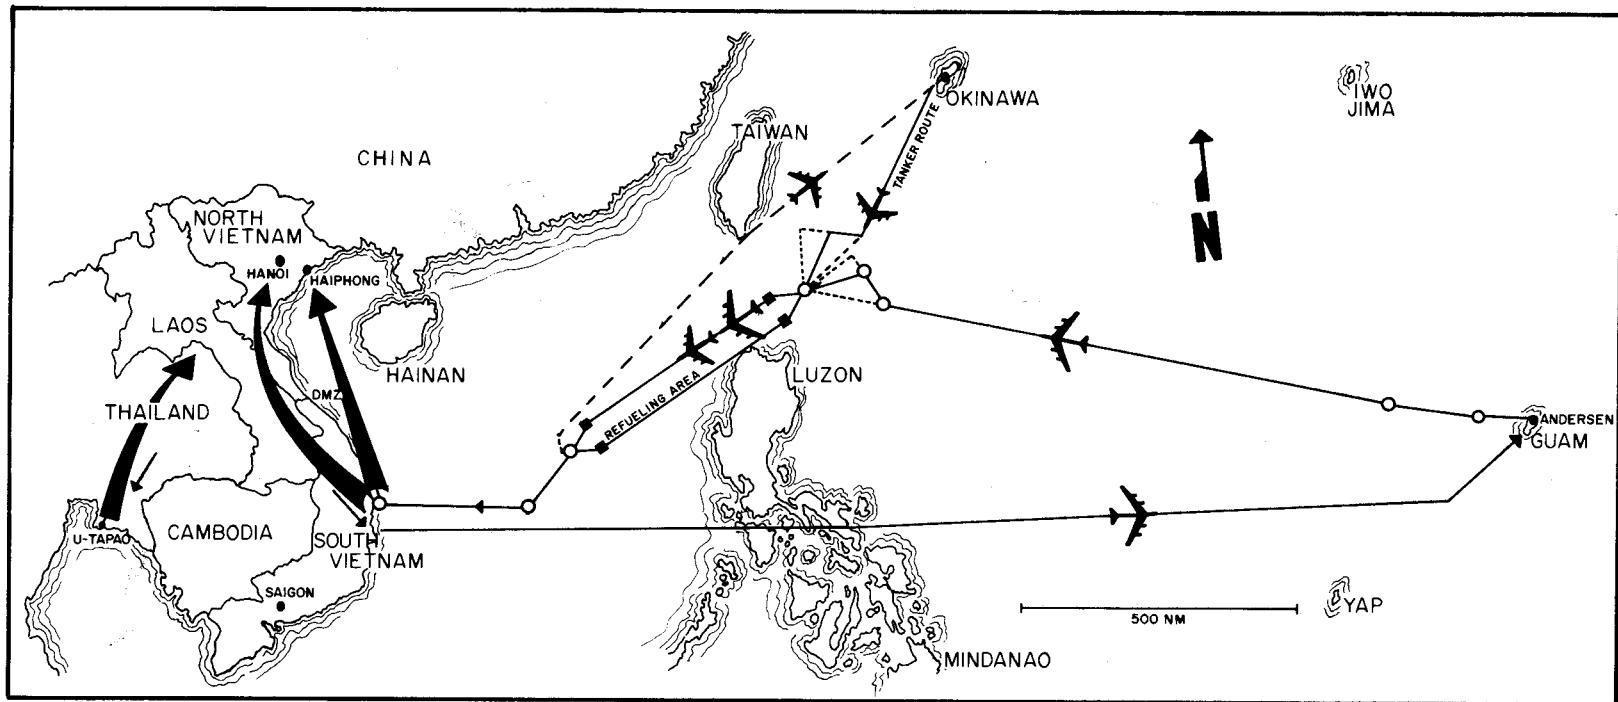 OKINAWA
IWO
JIMA
TAIWAN
TANKER ROUTE
CHINA
NORTH
VIETNAM
N
HANOI
HAIPHONG
LAOS
HAINAN
LUZON
REFUELING AREA
DMZ
THAILAND
ANDERSEN
GUAM
CAMBODIA
U-TAPAO
SOUTH
VIETNAM
SAIGON
500 NM
YAP
MINDANAO